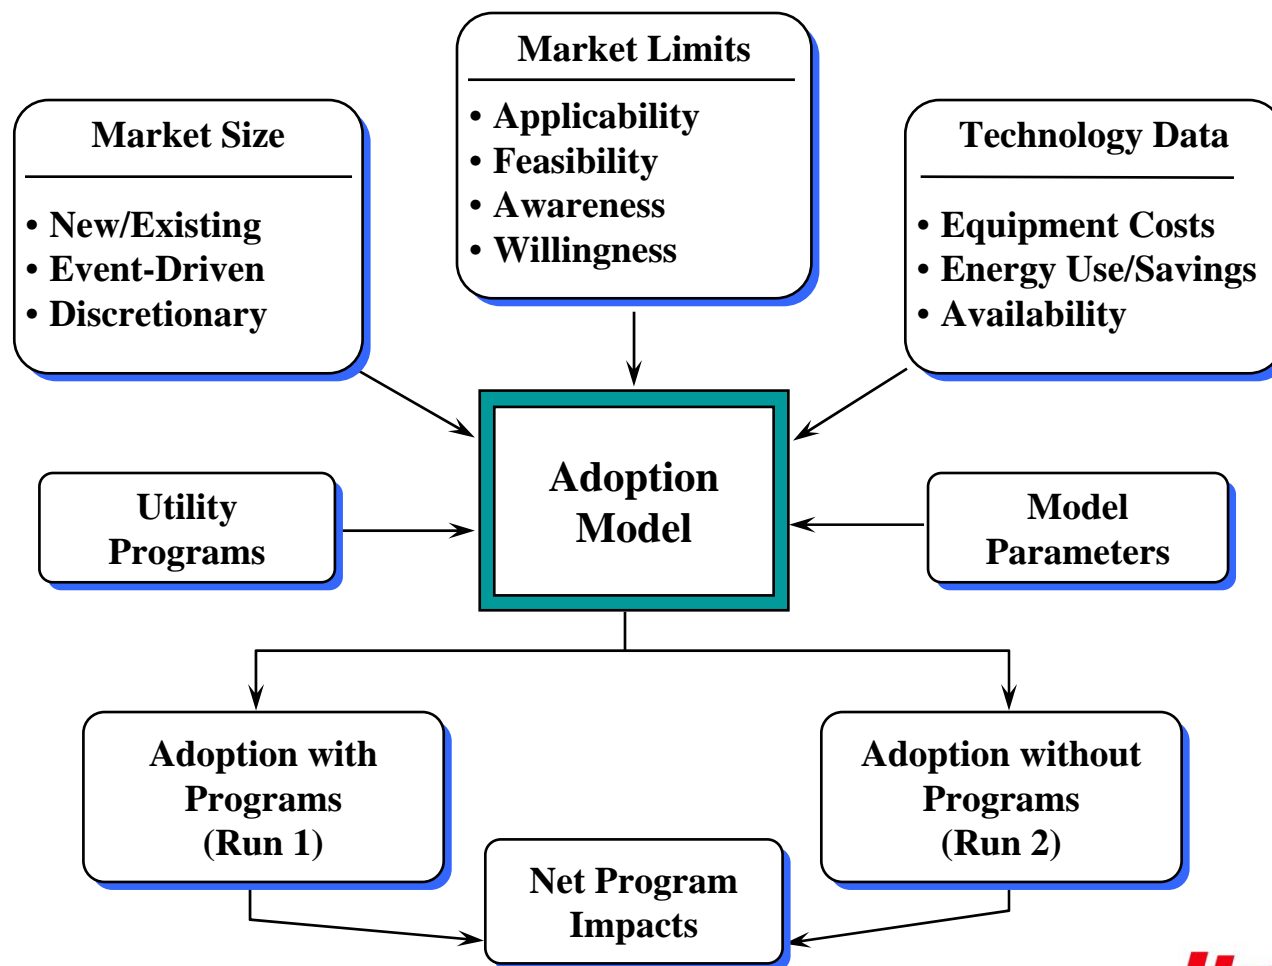 Market Limits
• Applicability
• Feasibility
• Awareness
• Willingness
Market Size
• New/Existing
• Event-Driven
• Discretionary
Technology Data
• Equipment Costs
• Energy Use/Savings
• Availability
Utility
Programs
Adoption
Model
Model
Parameters
Adoption with
Programs
(Run 1)
Adoption without
Programs
(Run 2)
Net Program
Impacts